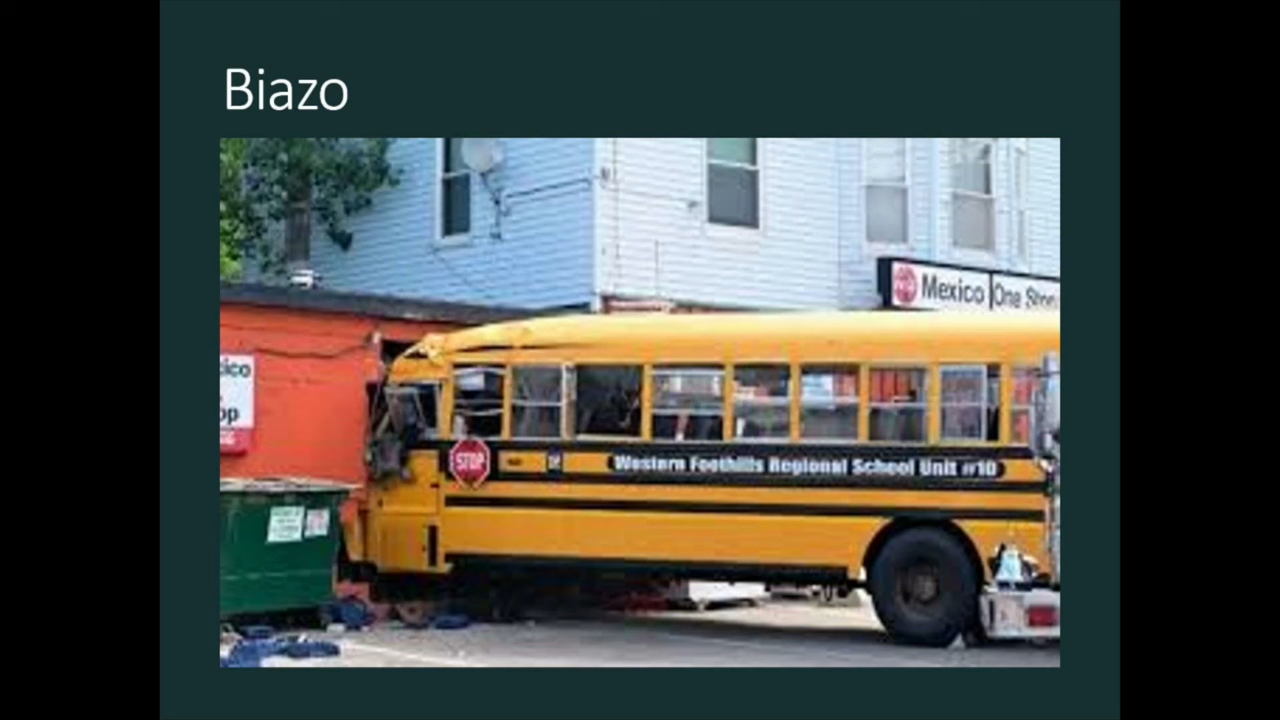 Biazo
Mexico One Stop
ico
op
STOP
Western Foothills Regional School Unit #10